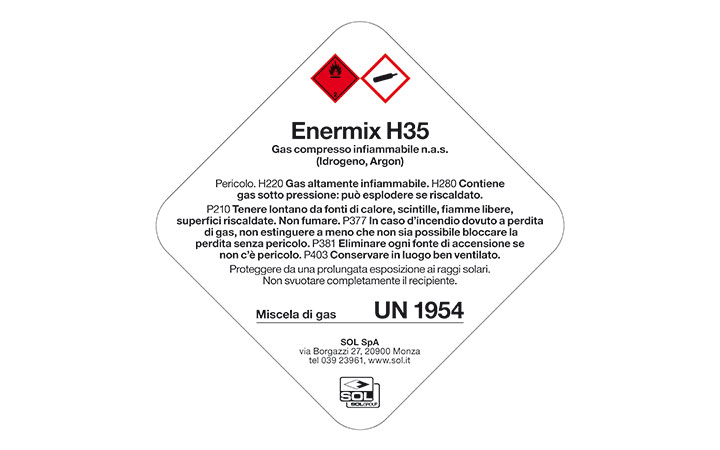 Enermix H35
Gas compresso infiammabile n.a.s.
(Idrogeno, Argon)
Pericolo. H220 Gas altamente infiammabile. H280 Contiene
gas sotto pressione: può esplodere se riscaldato.
P210 Tenere lontano da fonti di calore, scintille, fiamme libere,
superfici riscaldate. Non fumare. P377 In caso d'incendio dovuto a perdita
di gas, non estinguere a meno che non sia possibile bloccare la
perdita senza pericolo. P381 Eliminare ogni fonte di accensione se
non c'è pericolo. P403 Conservare in luogo ben ventilato.
Proteggere da una prolungata esposizione ai raggi solari.
Non svuotare completamente il recipiente.
Miscela di gas UN 1954
SOL SpA
via Borgazzi 27, 20900 Monza
tel 039 23961, www.sol.it
SOL
SOLGROUP